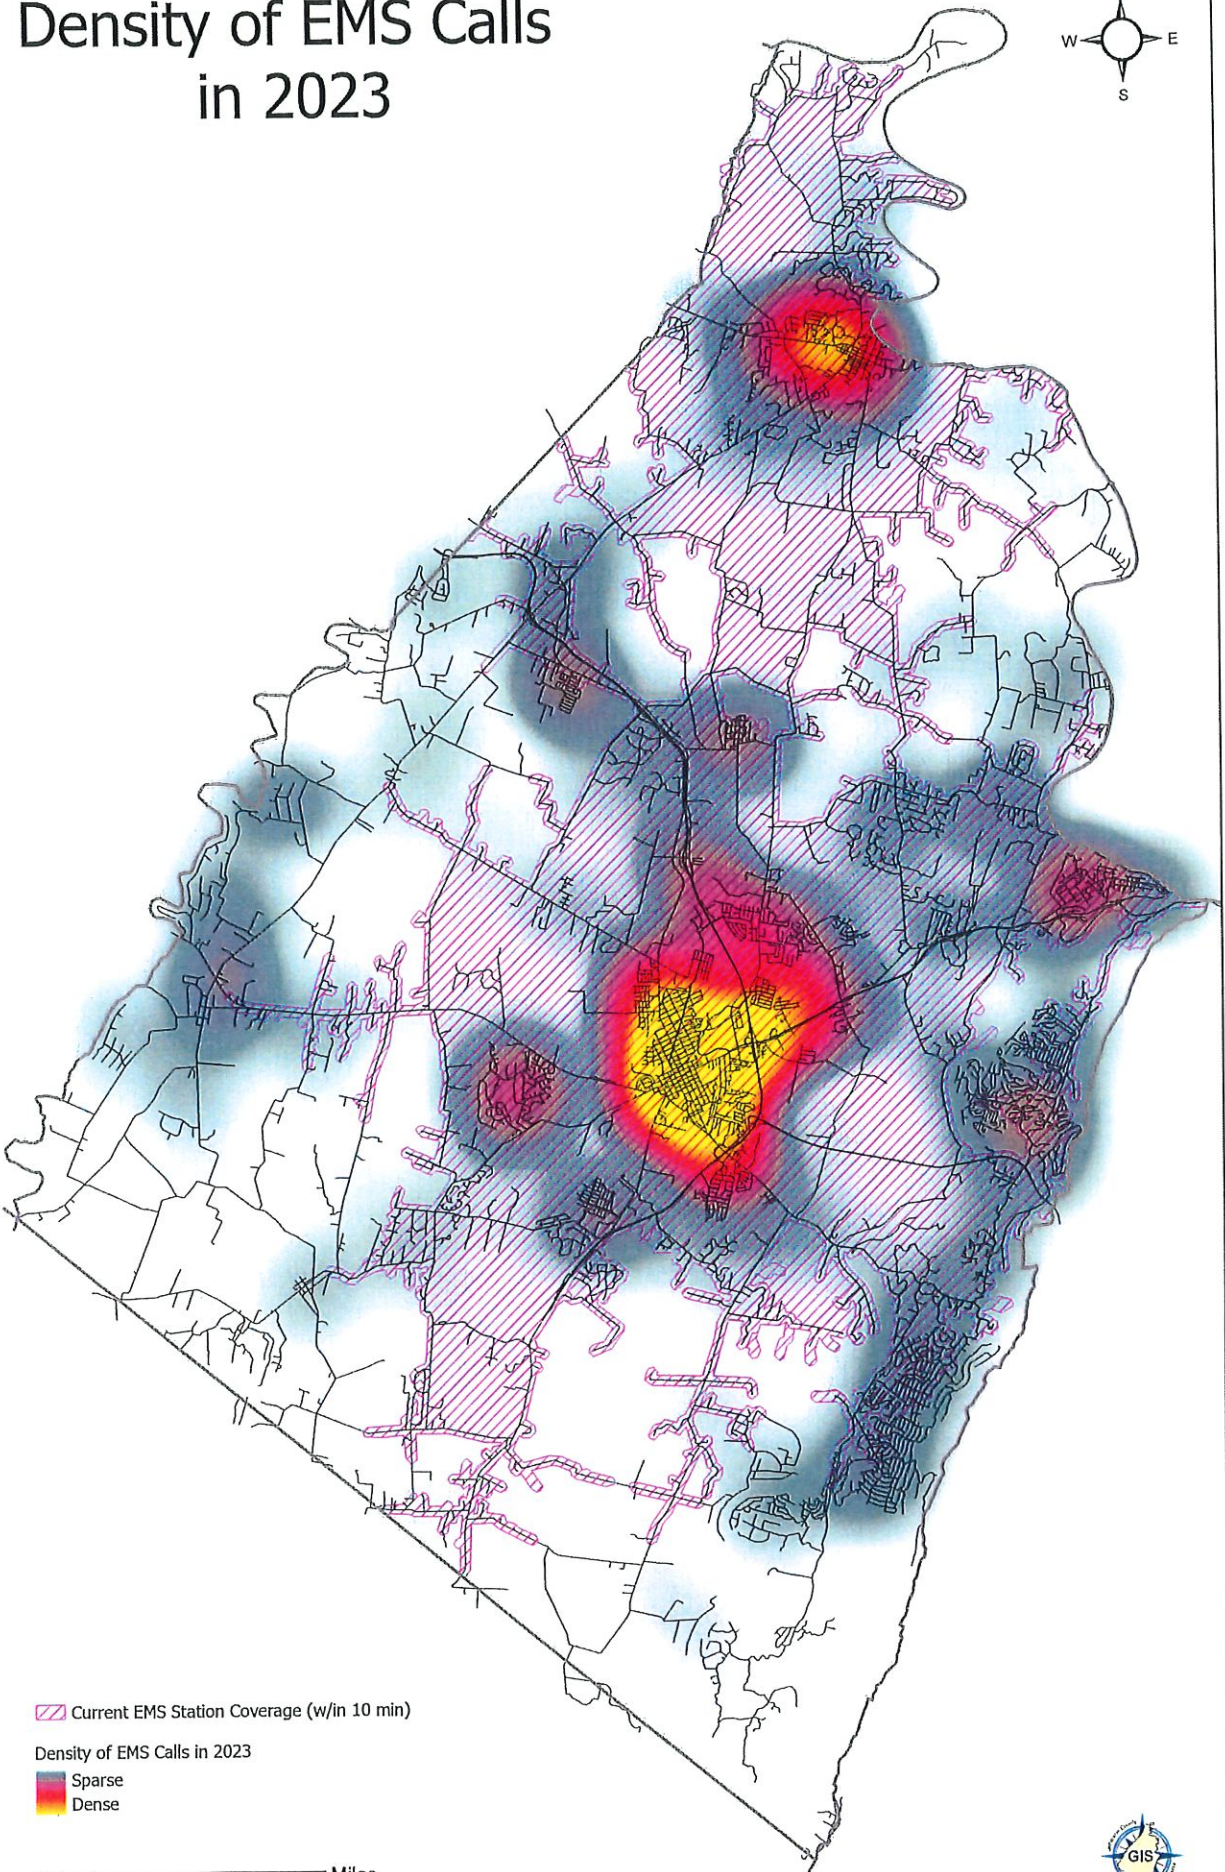 Density of EMS Calls
in 2023
W
E
S
Current EMS Station Coverage (w/in 10 min)
Density of EMS Calls in 2023
Sparse
Dense
Miles
GIS